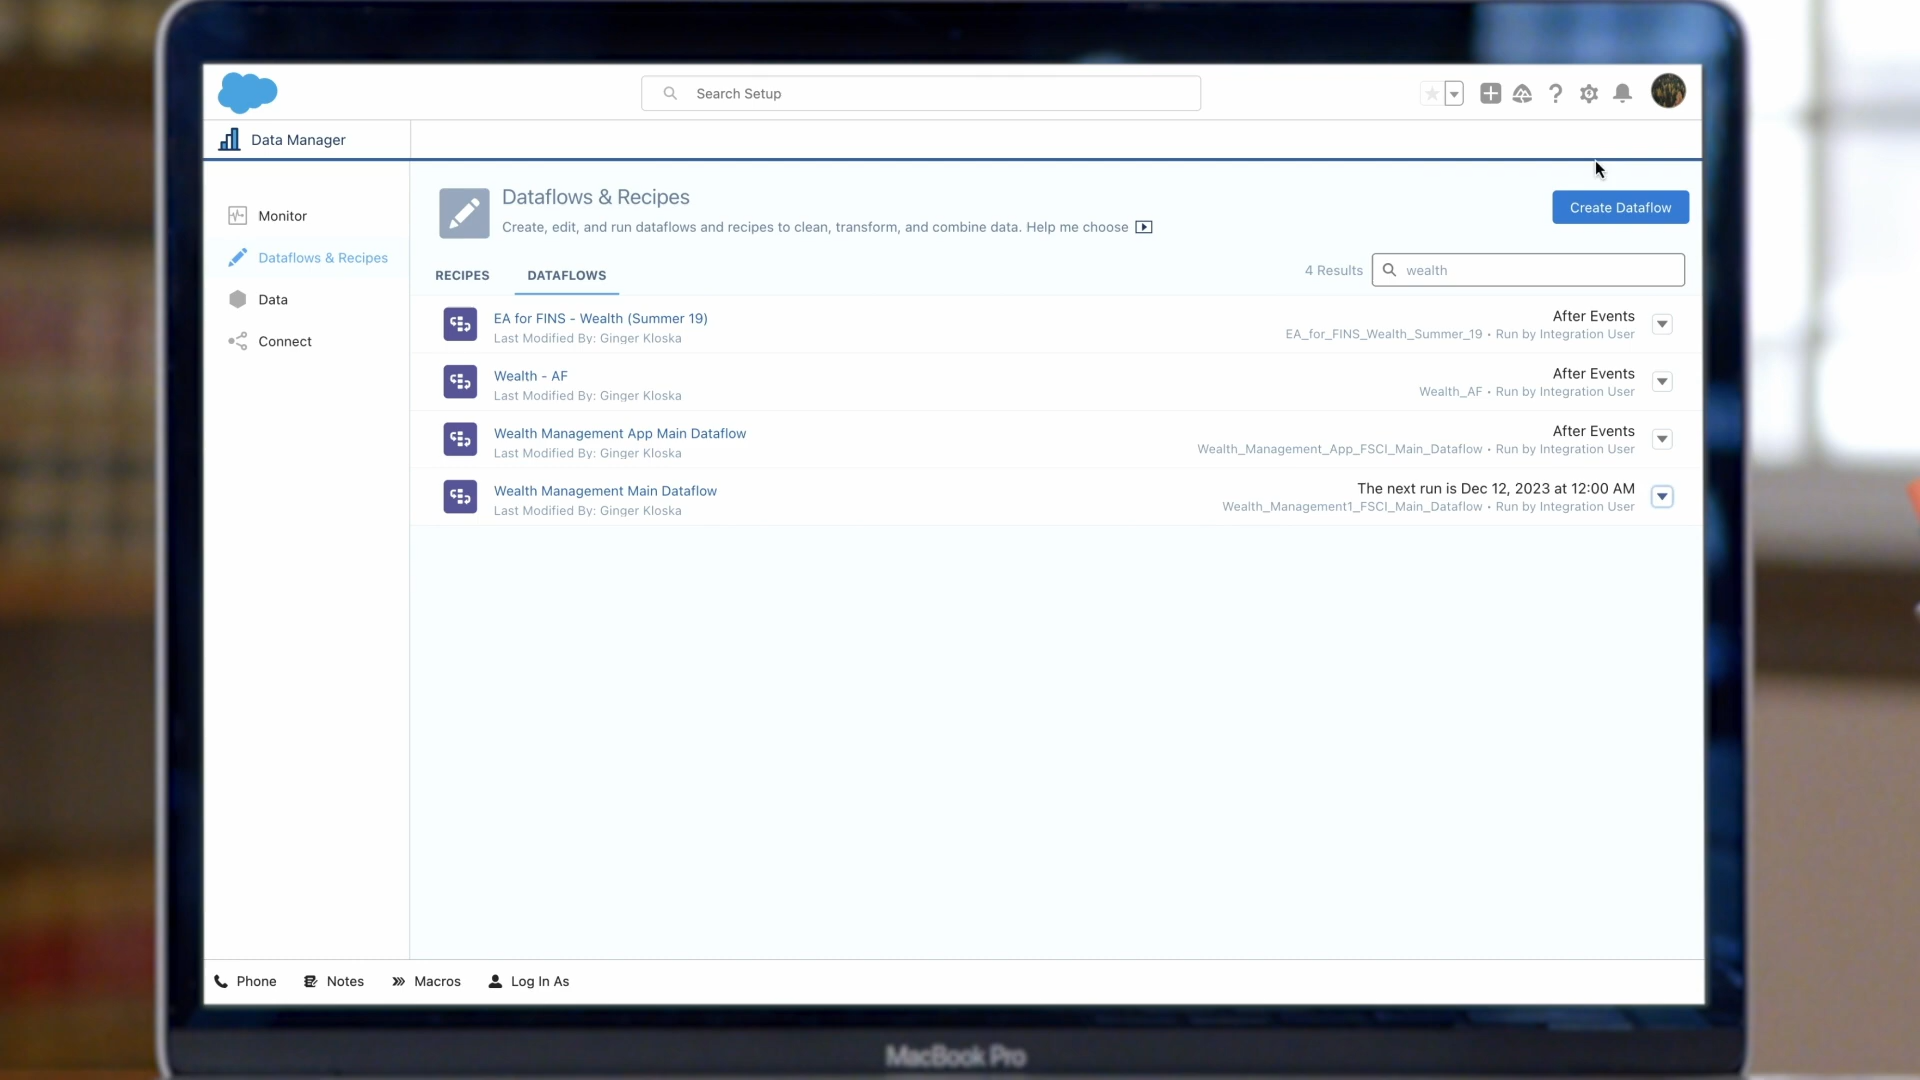 Search Setup
?
Data Manager
Monitor
Dataflows & Recipes
Data
Connect
Dataflows & Recipes
Create, edit, and run dataflows and recipes to clean, transform, and combine data. Help me choose
Create Dataflow
RECIPES DATAFLOWS
4 Results wealth
EA for FINS - Wealth (Summer 19) After Events
Last Modified By: Ginger Kloska EA_for_FINS_Wealth_Summer_19 • Run by Integration User
Wealth - AF After Events
Last Modified By: Ginger Kloska Wealth_AF • Run by Integration User
Wealth Management App Main Dataflow After Events
Last Modified By: Ginger Kloska Wealth_Management_App_FSCI_Main_Dataflow • Run by Integration User
Wealth Management Main Dataflow The next run is Dec 12, 2023 at 12:00 AM
Last Modified By: Ginger Kloska Wealth_Management1_FSCI_Main_Dataflow • Run by Integration User
Phone Notes Macros Log In As
MacBook Pro